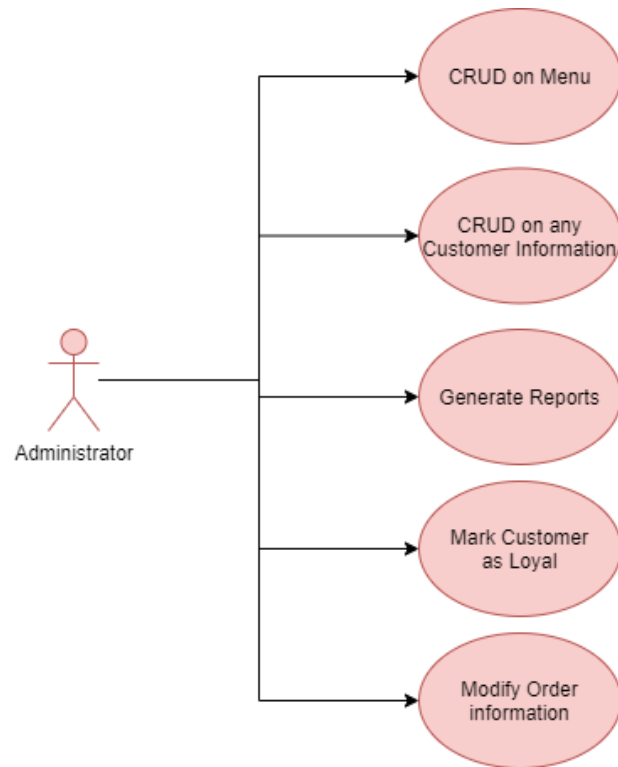 CRUD on Menu
CRUD on any
Customer Information
Administrator
Generate Reports
Mark Customer
as Loyal
Modify Order
information